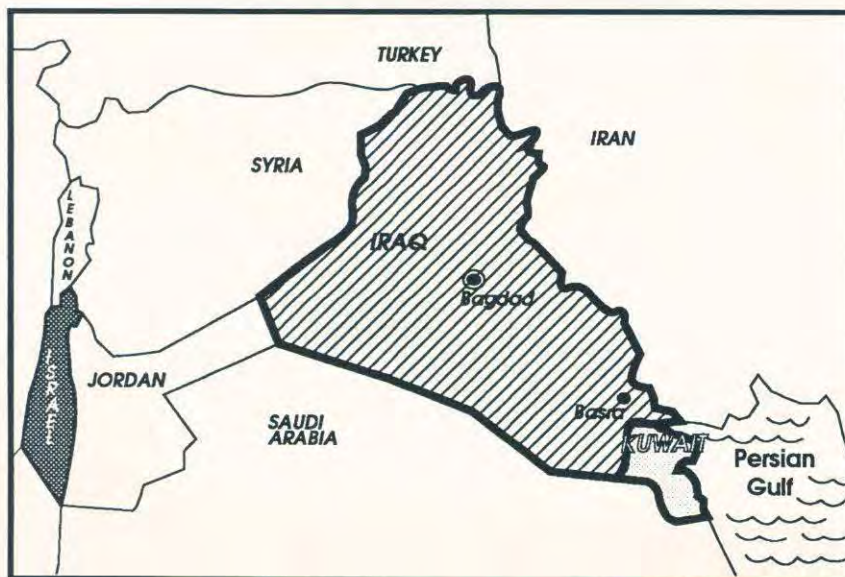 TURKEY
SYRIA
IRAN
LEBANON
IRAQ
Bagdad
ISRAEL
JORDAN
SAUDI
ARABIA
Basra
KUWAIT
Persian
Gulf